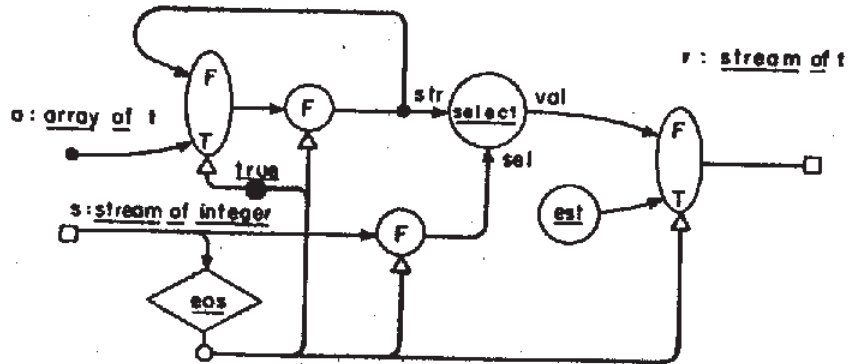 r : stream of t
F
str
select
val
F
F
a : array of t
T
true
sel
s : stream of integer
F
est
T
eos